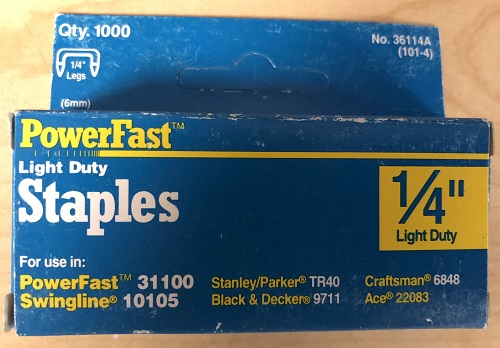 Qty. 1000
No. 36114A
(101-4)
1/4"
Legs
(6mm)
PowerFast™
Light Duty
Staples
1/4"
Light Duty
For use in:
PowerFast™ 31100 Stanley/Parker® TR40 Craftsman® 6848
Swingline® 10105 Black & Decker® 9711 Ace® 22083